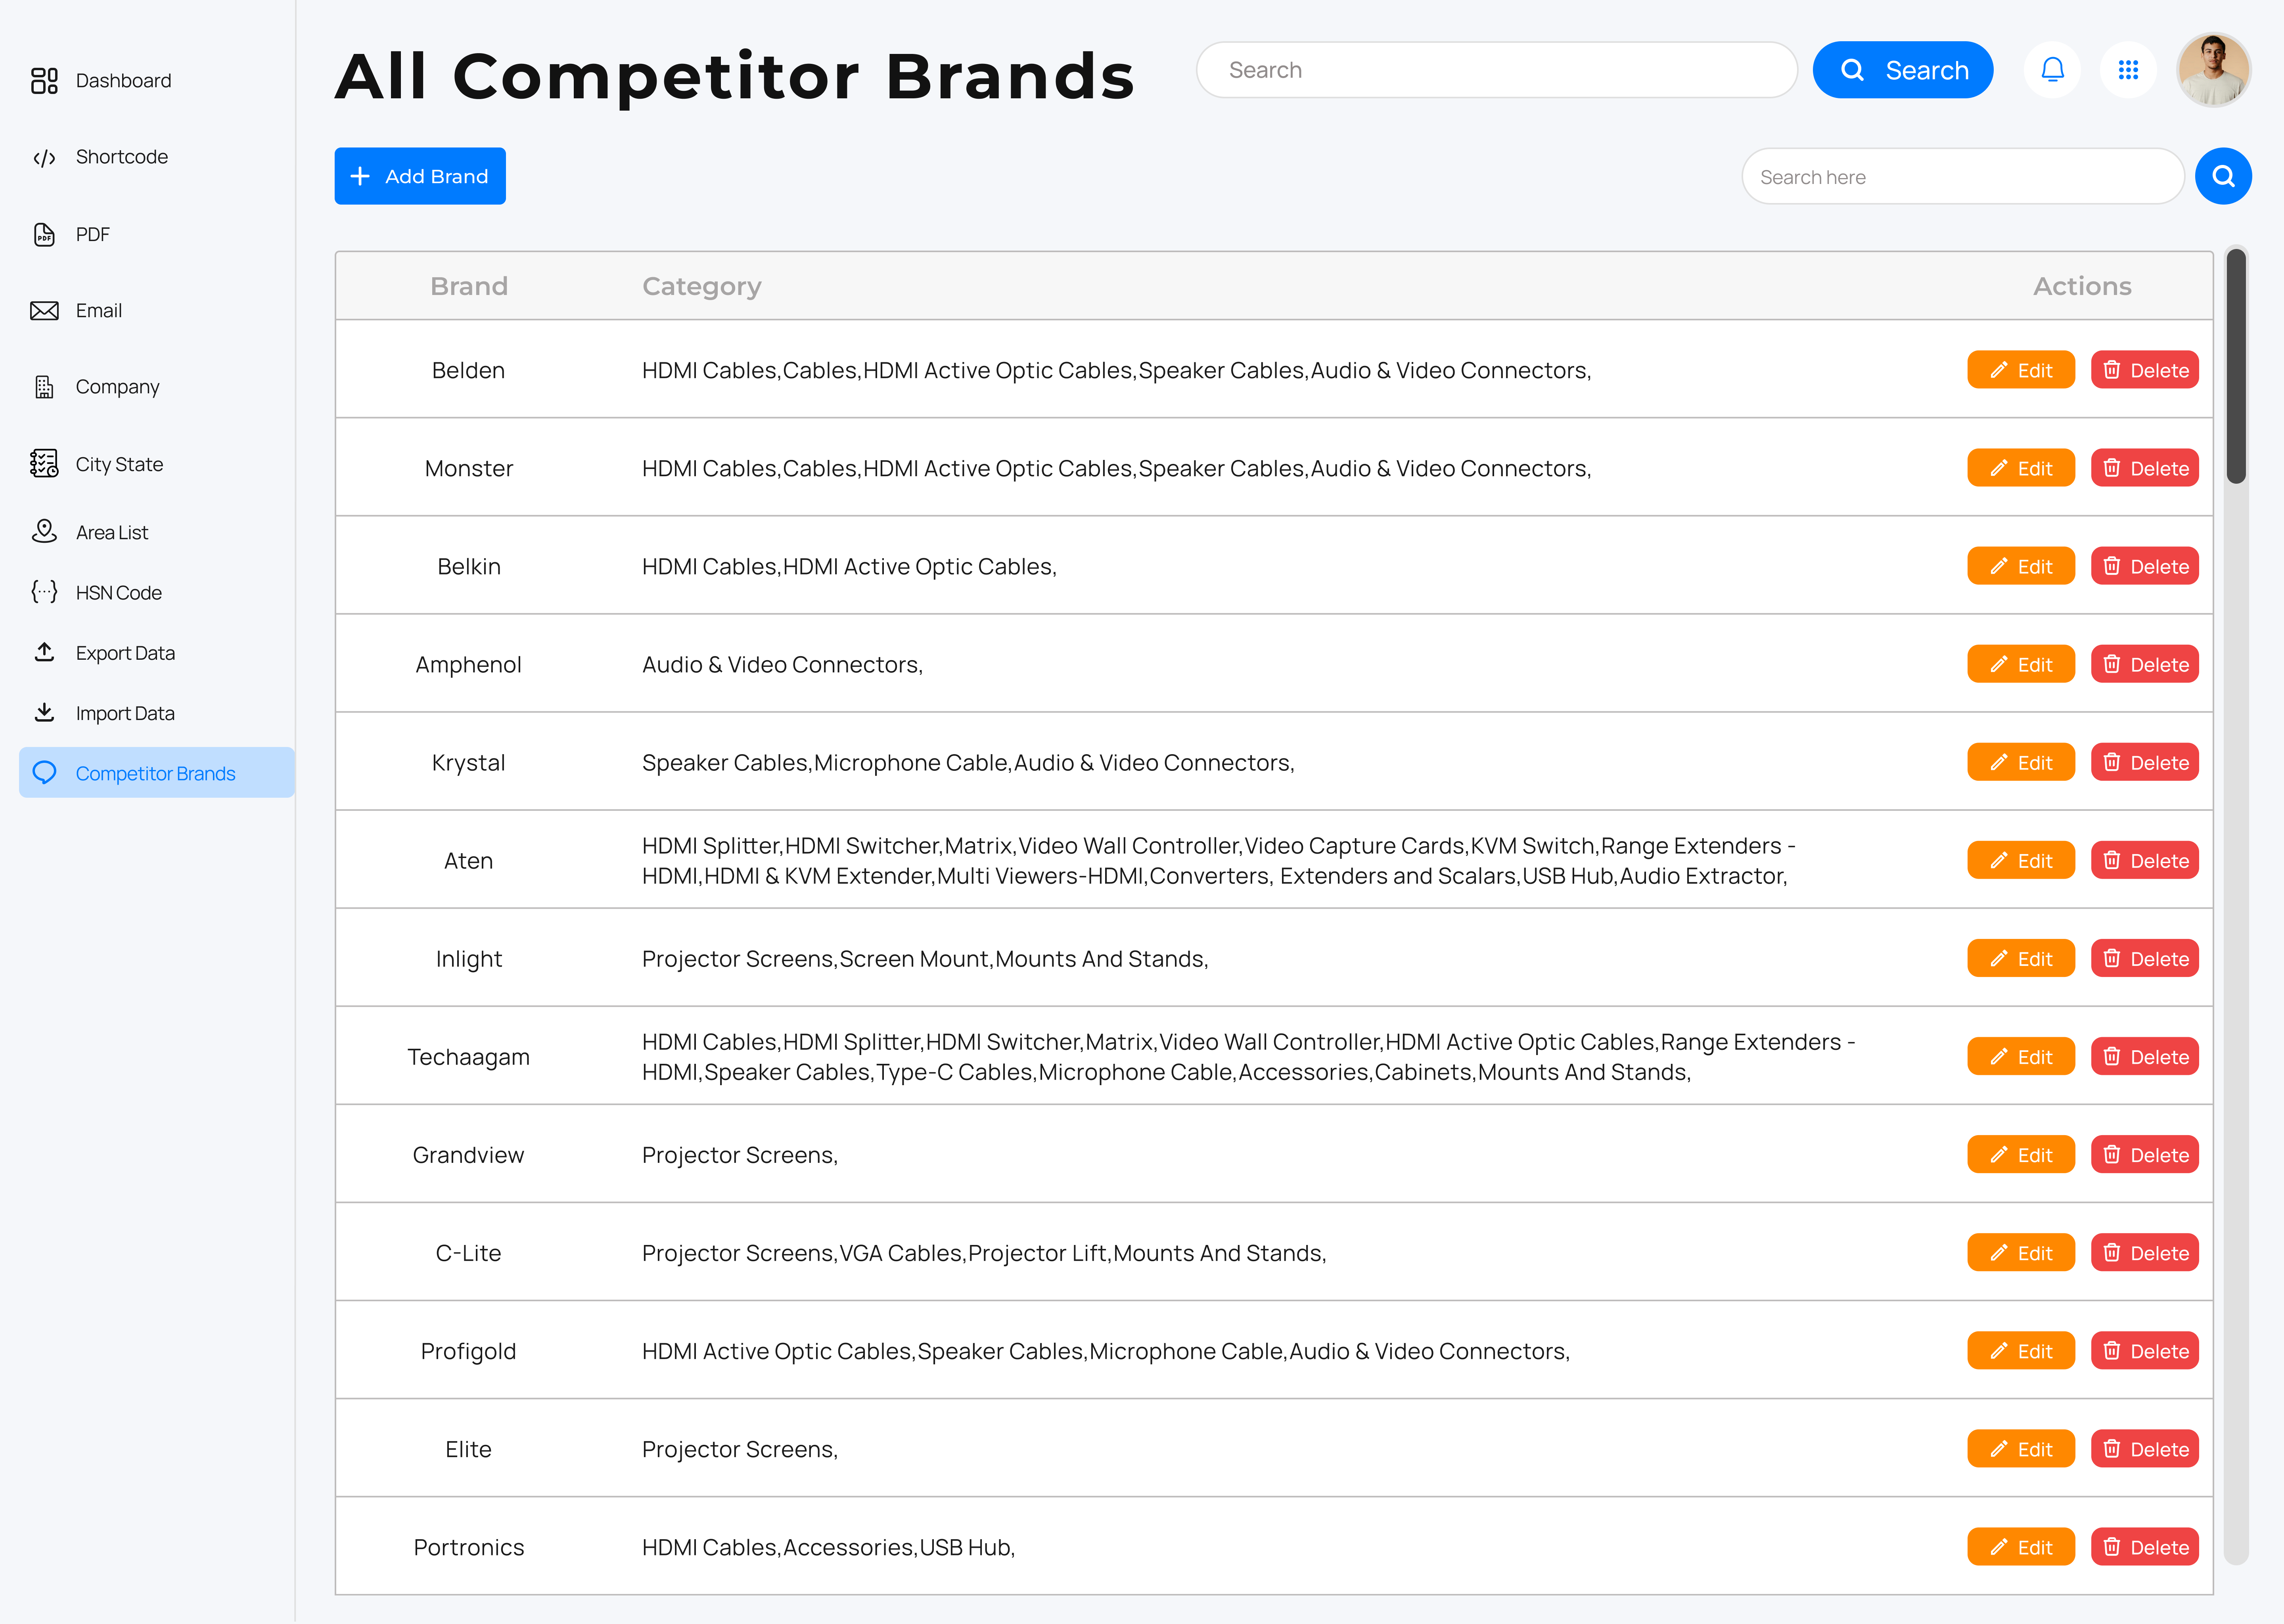 Dashboard
Shortcode
PDF
Email
Company
City State
Area List
HSN Code
Export Data
Import Data
Competitor Brands
All Competitor Brands
Search
Search
Add Brand
Search here
Brand Category Actions
Belden HDMI Cables,Cables,HDMI Active Optic Cables,Speaker Cables,Audio & Video Connectors, Edit Delete
Monster HDMI Cables,Cables,HDMI Active Optic Cables,Speaker Cables,Audio & Video Connectors, Edit Delete
Belkin HDMI Cables,HDMI Active Optic Cables, Edit Delete
Amphenol Audio & Video Connectors, Edit Delete
Krystal Speaker Cables,Microphone Cable,Audio & Video Connectors, Edit Delete
Aten HDMI Splitter,HDMI Switcher,Matrix,Video Wall Controller,Video Capture Cards,KVM Switch,Range Extenders -
HDMI,HDMI & KVM Extender,Multi Viewers-HDMI,Converters, Extenders and Scalars,USB Hub,Audio Extractor, Edit Delete
Inlight Projector Screens,Screen Mount,Mounts And Stands, Edit Delete
Techaagam HDMI Cables,HDMI Splitter,HDMI Switcher,Matrix,Video Wall Controller,HDMI Active Optic Cables,Range Extenders -
HDMI,Speaker Cables,Type-C Cables,Microphone Cable,Accessories,Cabinets,Mounts And Stands, Edit Delete
Grandview Projector Screens, Edit Delete
C-Lite Projector Screens,VGA Cables,Projector Lift,Mounts And Stands, Edit Delete
Profigold HDMI Active Optic Cables,Speaker Cables,Microphone Cable,Audio & Video Connectors, Edit Delete
Elite Projector Screens, Edit Delete
Portronics HDMI Cables,Accessories,USB Hub, Edit Delete